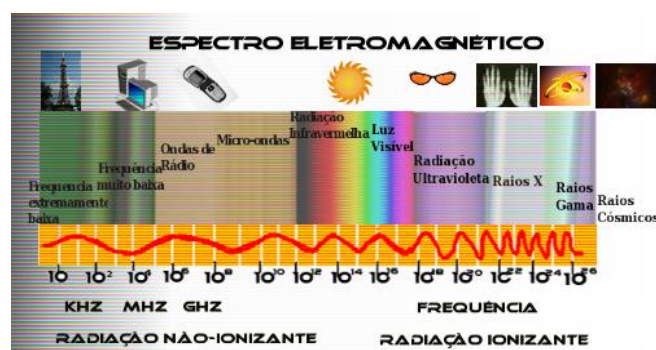 ESPECTRO ELETROMAGNÉTICO
Radiação
Infravermelha
Luz
Visível
Ondas de
Rádio
Micro-ondas
Frequência
muito baixa
Radiação
Ultravioleta
Raios X
Frequencia
extremamente
baixa
Raios
Gama
Raios
Cósmicos
10 10² 10⁴ 10⁶ 10⁸ 10¹⁰ 10¹² 10¹⁴ 10¹⁶ 10¹⁸ 10²⁰ 10²² 10²⁴ 10²⁶
KHZ MHZ GHZ FREQUÊNCIA
RADIAÇÃO NÃO-IONIZANTE RADIAÇÃO IONIZANTE